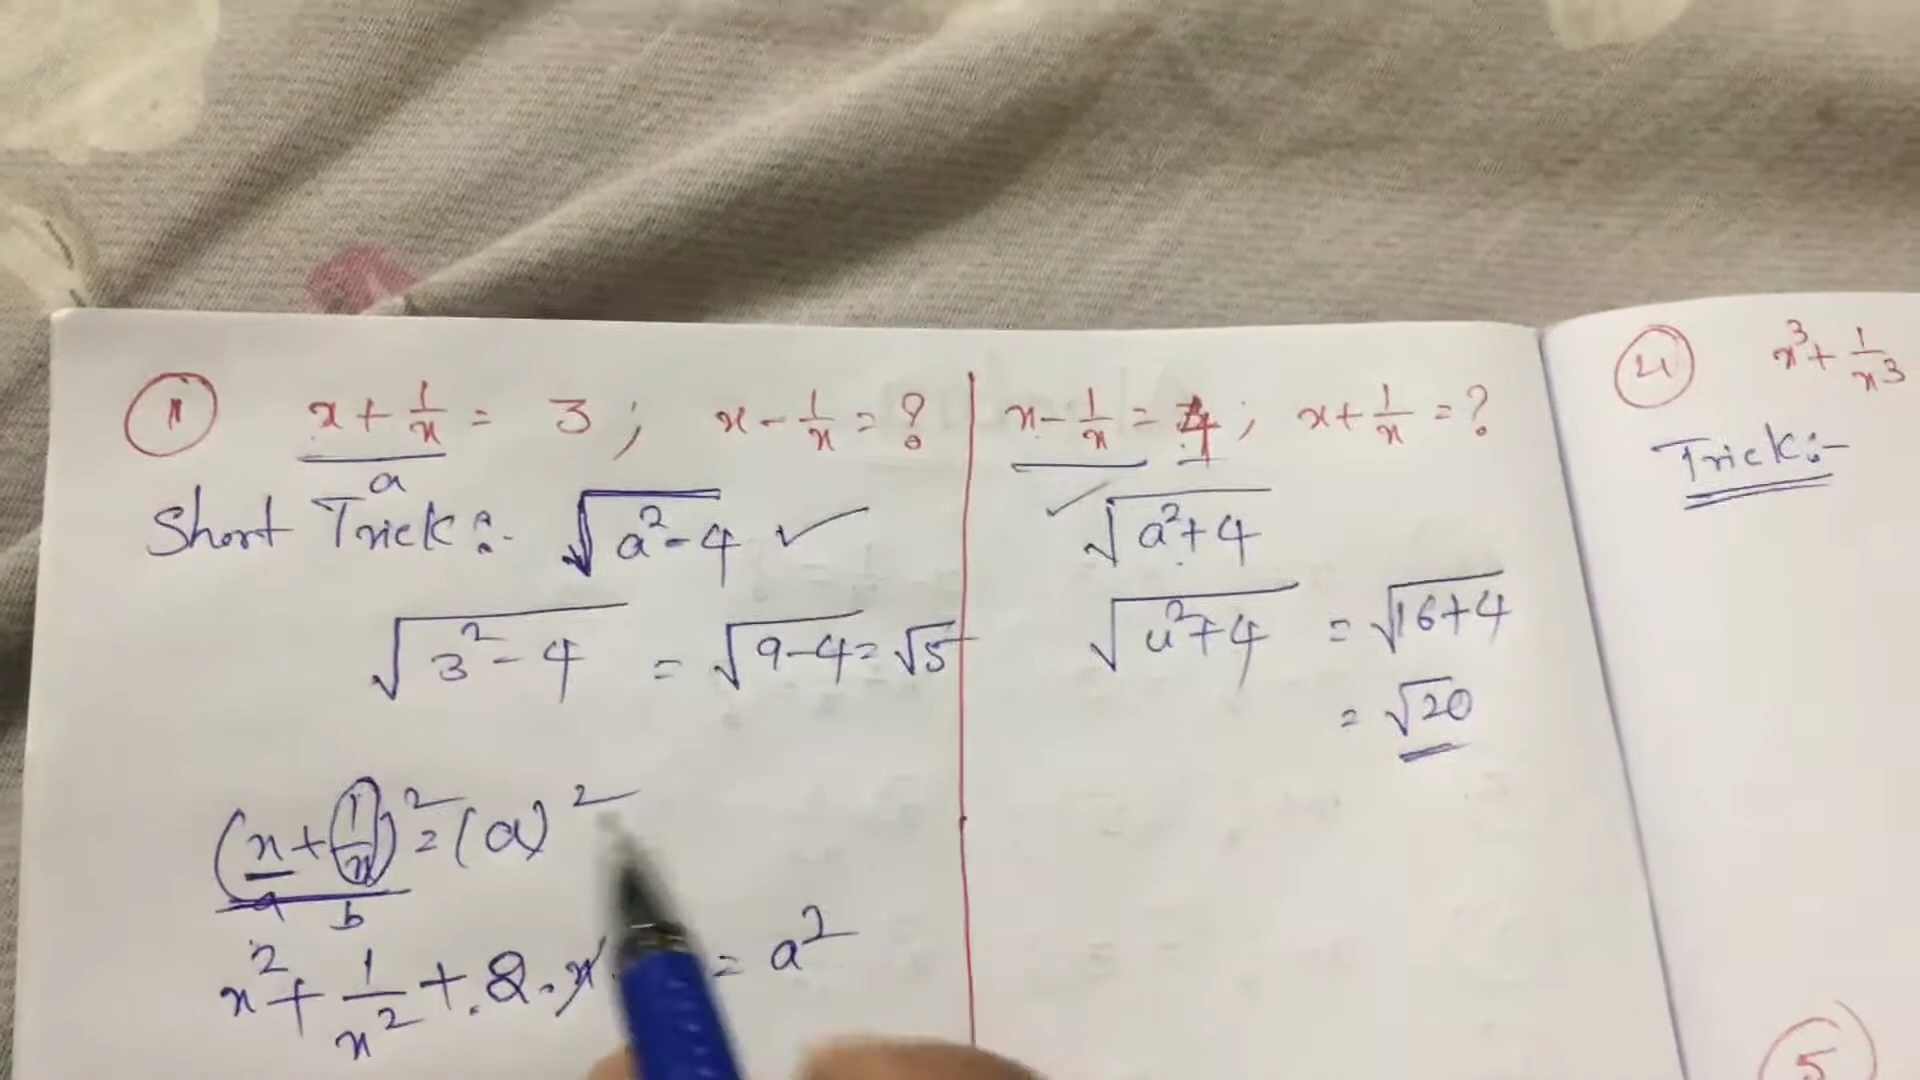 ① x + 1/x = 3 ; x - 1/x = ?
a
Short Trick :- √(a² - 4) ✓
√(3² - 4) = √(9-4) = √5
(x + 1/x)² = (a)²
a b
x² + 1/x² + 2 . x = a²
x - 1/x = 4 ; x + 1/x = ?
✓ √(a² + 4)
√(4² + 4) = √(16+4)
= √20
④ x³ + 1/x³
Trick :-
⑤